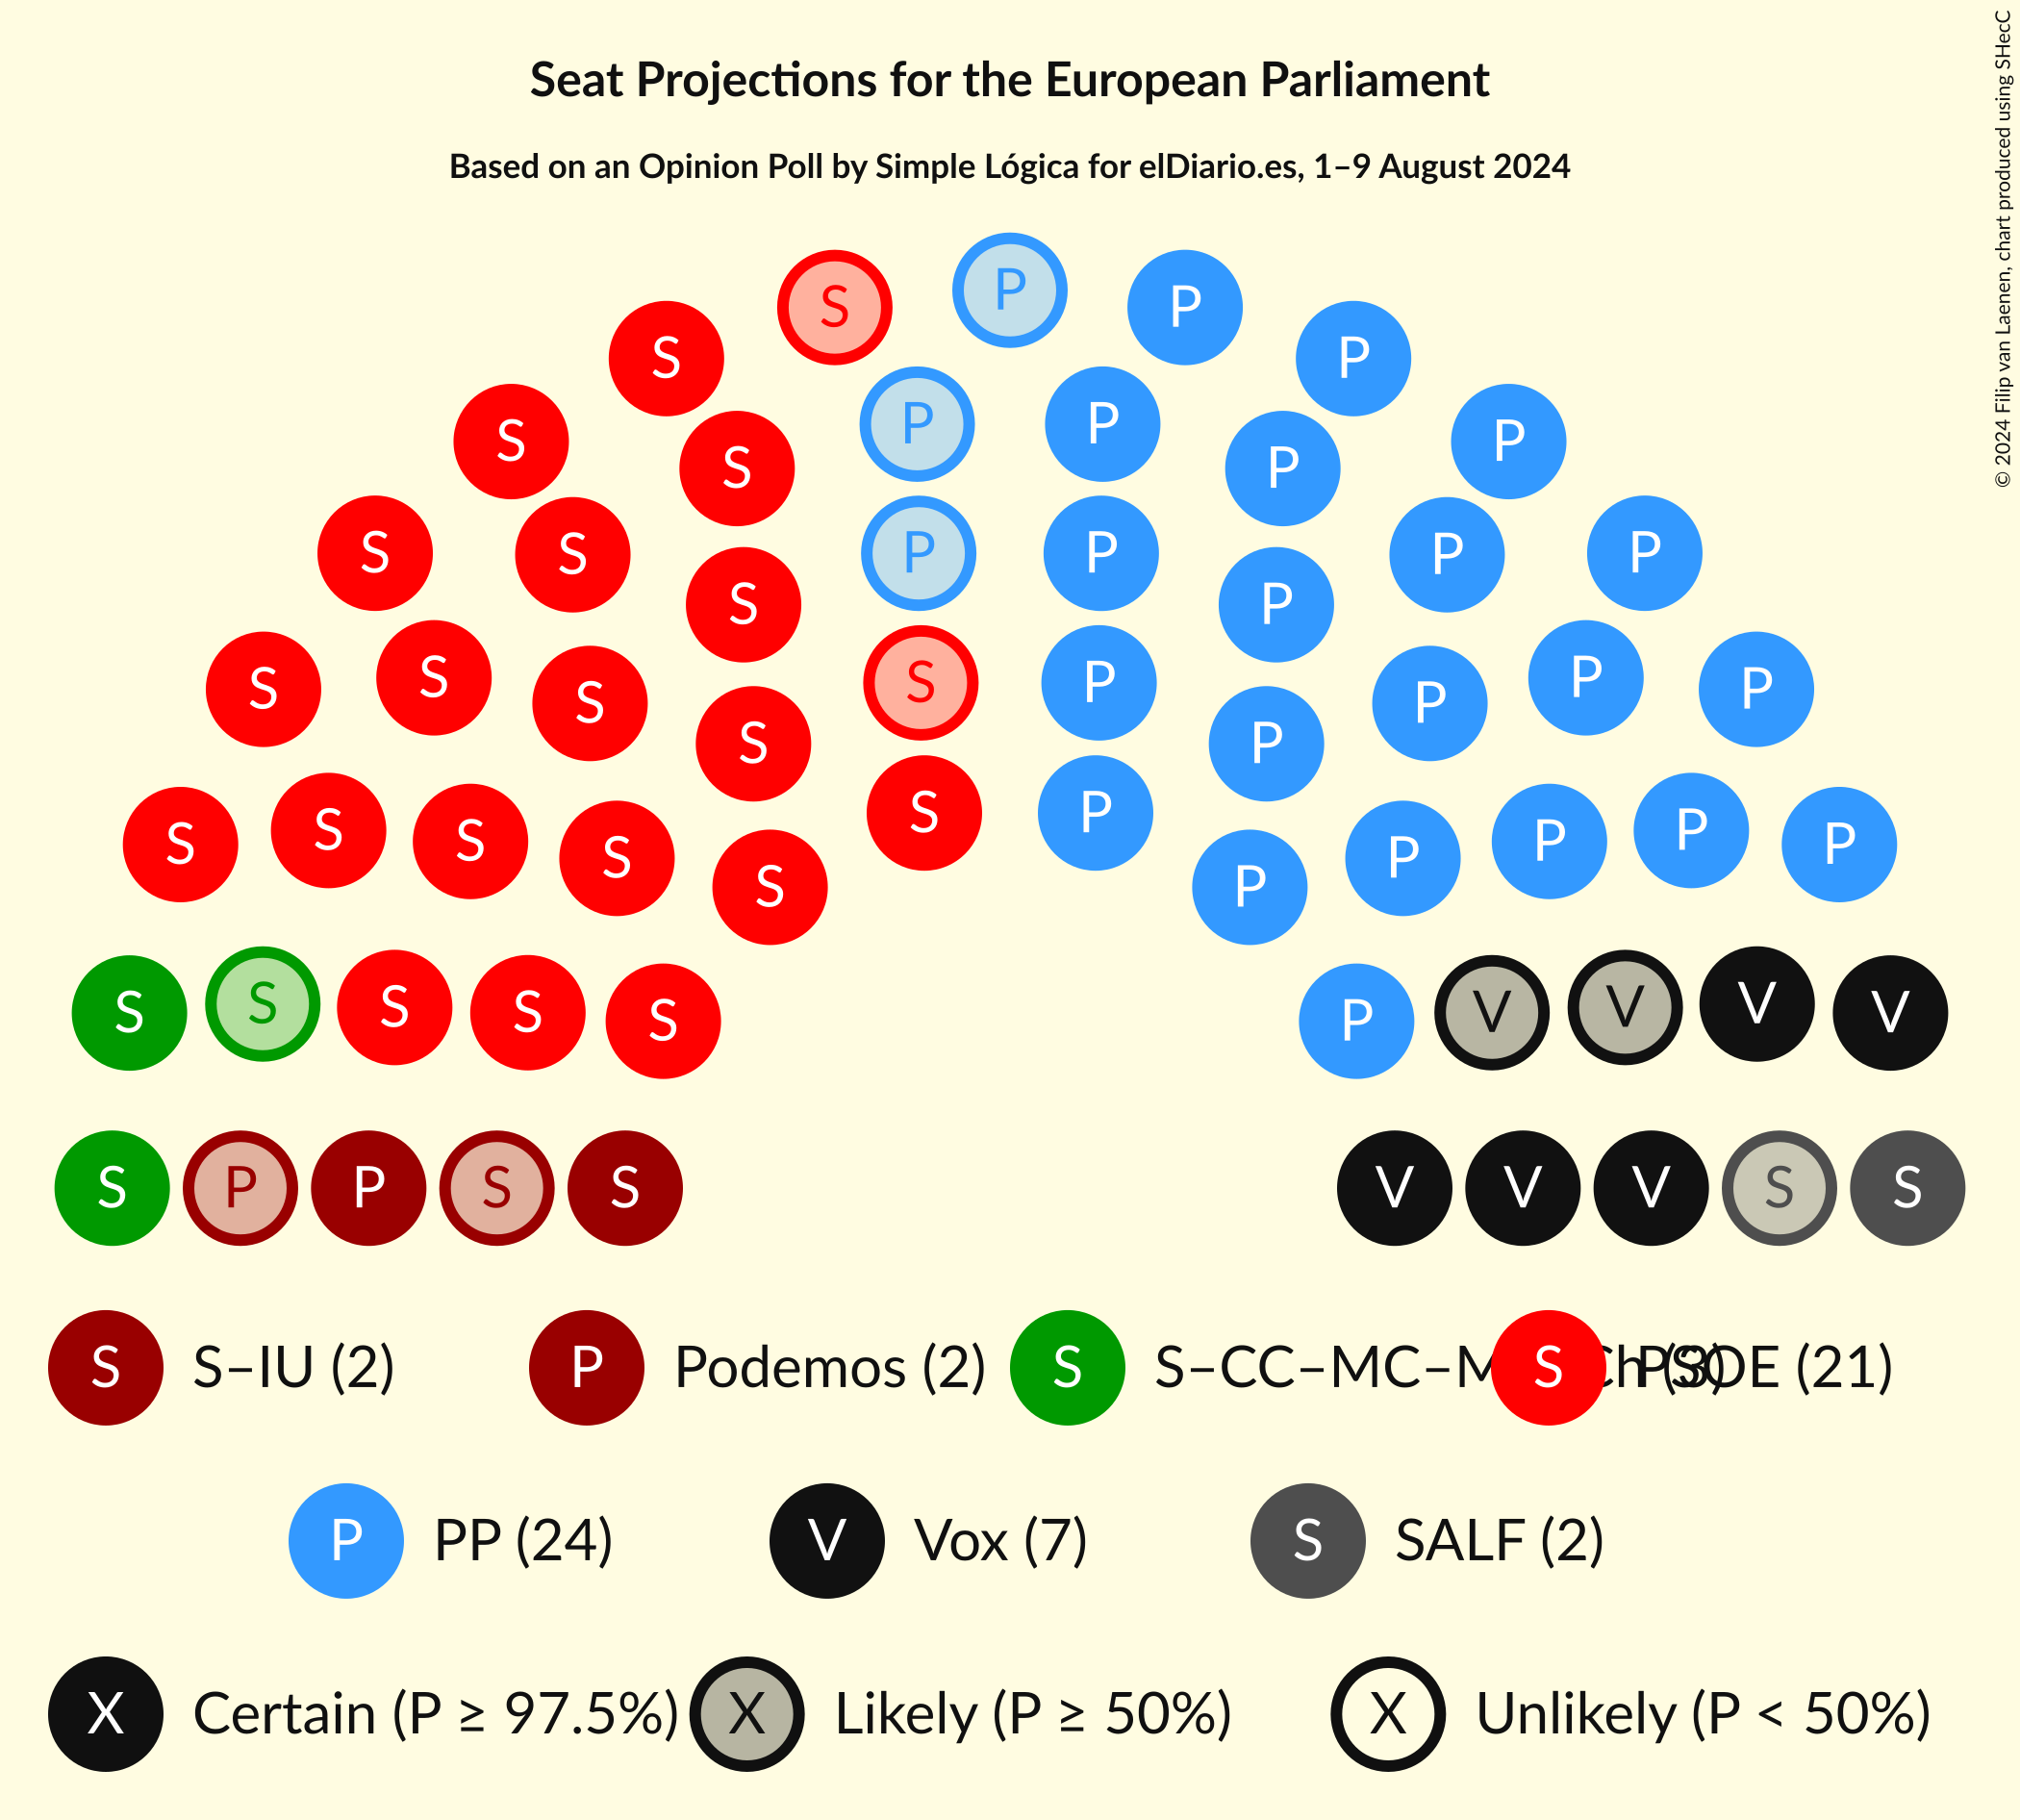 Seat Projections for the European Parliament
Based on an Opinion Poll by Simple Lógica for elDiario.es, 1–9 August 2024
© 2024 Filip van Laenen, chart produced using SHecC
P
S P P
S P
S P P P P
S S P P
S S P P P P
S S P
S S P P
S S P P
S S P P
S P
S S P P
S S P P
S S P P
S S V V
S S V V
S S P
S P P S S V V V S S
S S–IU (2) P Podemos (2) S S–CC–MC–M S Ch (3) PSOE (21)
P PP (24) V Vox (7) S SALF (2)
X Certain (P ≥ 97.5%) X Likely (P ≥ 50%) X Unlikely (P < 50%)